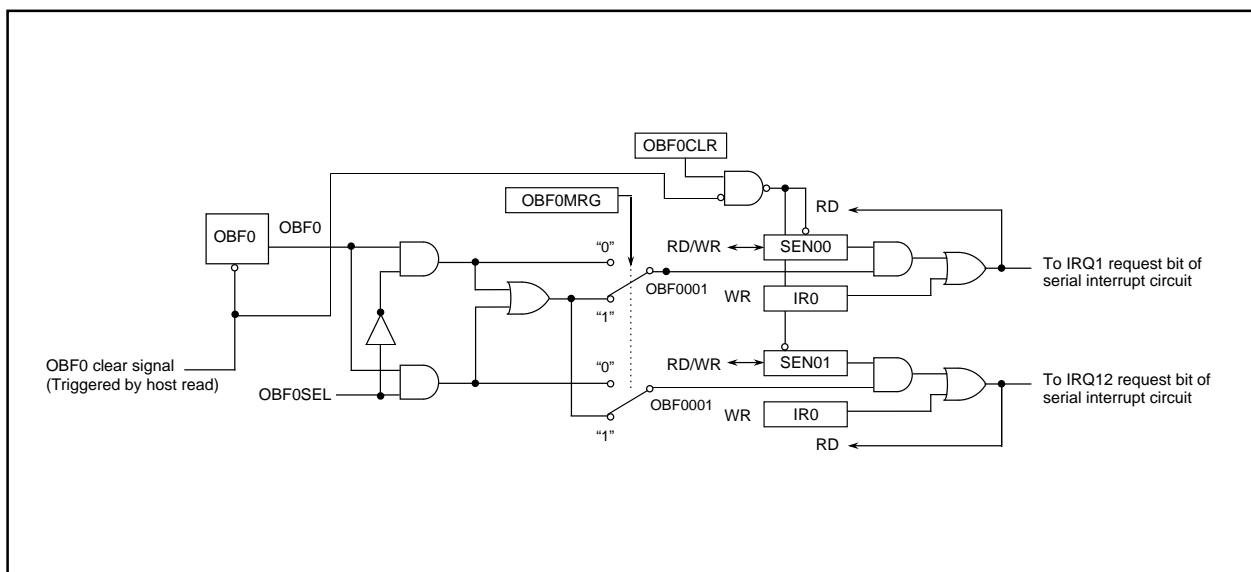 OBF0CLR
OBF0MRG
RD
OBF0
OBF0
"0"
RD/WR
SEN00
To IRQ1 request bit of
serial interrupt circuit
OBF0001
WR
IR0
"1"
OBF0 clear signal
(Triggered by host read)
OBF0SEL
"0"
RD/WR
SEN01
To IRQ12 request bit of
serial interrupt circuit
OBF0001
WR
IR0
"1"
RD